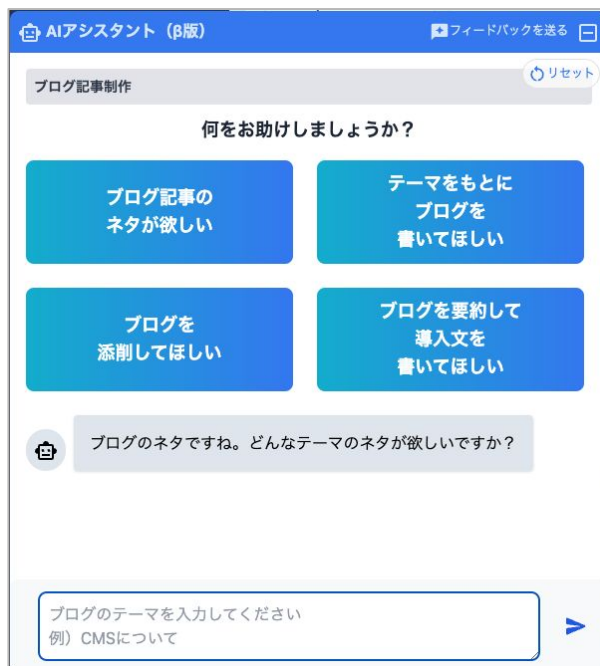 AIアシスタント（β版）
フィードバックを送る
リセット
ブログ記事制作
何をお助けしましょうか？
ブログ記事の
ネタが欲しい
テーマをもとに
ブログを
書いてほしい
ブログを
添削してほしい
ブログを要約して
導入文を
書いてほしい
ブログのネタですね。どんなテーマのネタが欲しいですか？
ブログのテーマを入力してください
例）CMSについて